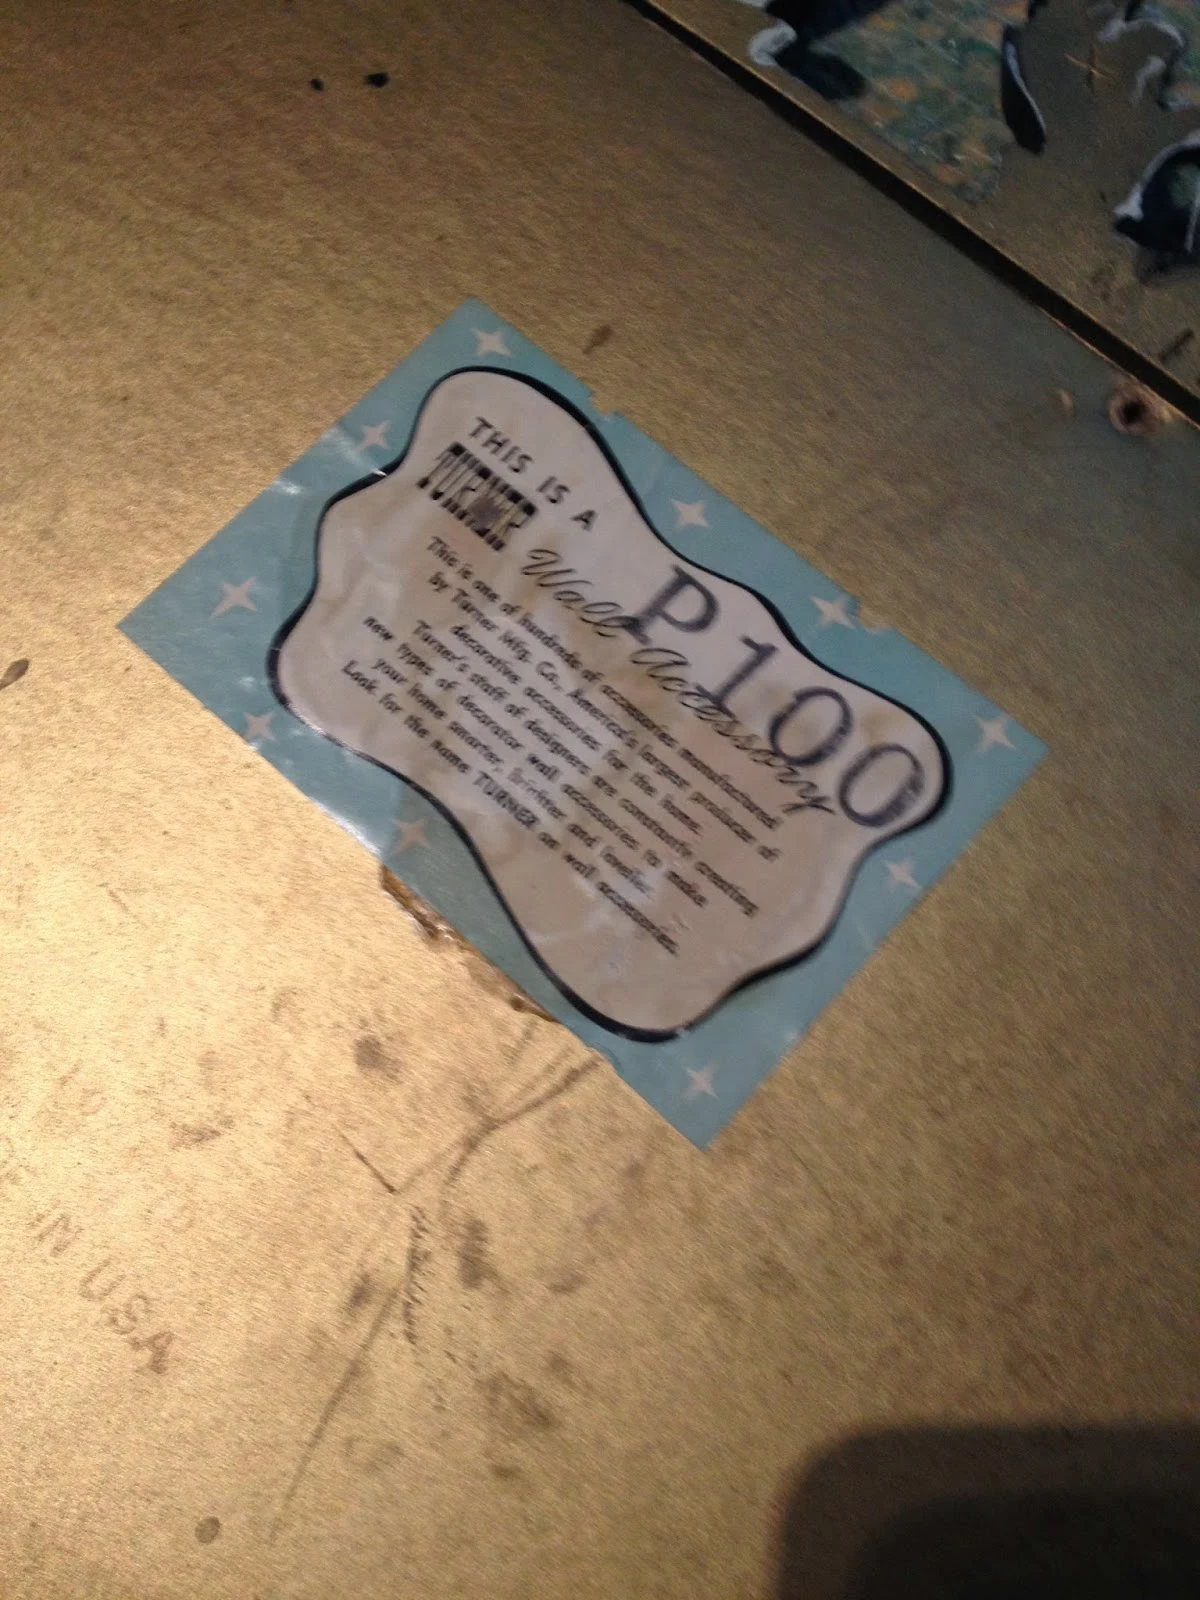 THIS IS A
TURNER Wall Accessory
P100
This is one of hundreds of accessories manufactured
by Turner Mfg. Co., America's largest producer of
decorative accessories for the home.
Turner's staff of designers are constantly creating
new types of decorator wall accessories to make
your home smarter, brighter and lovelier.
Look for the name TURNER on wall accessories.
IN USA